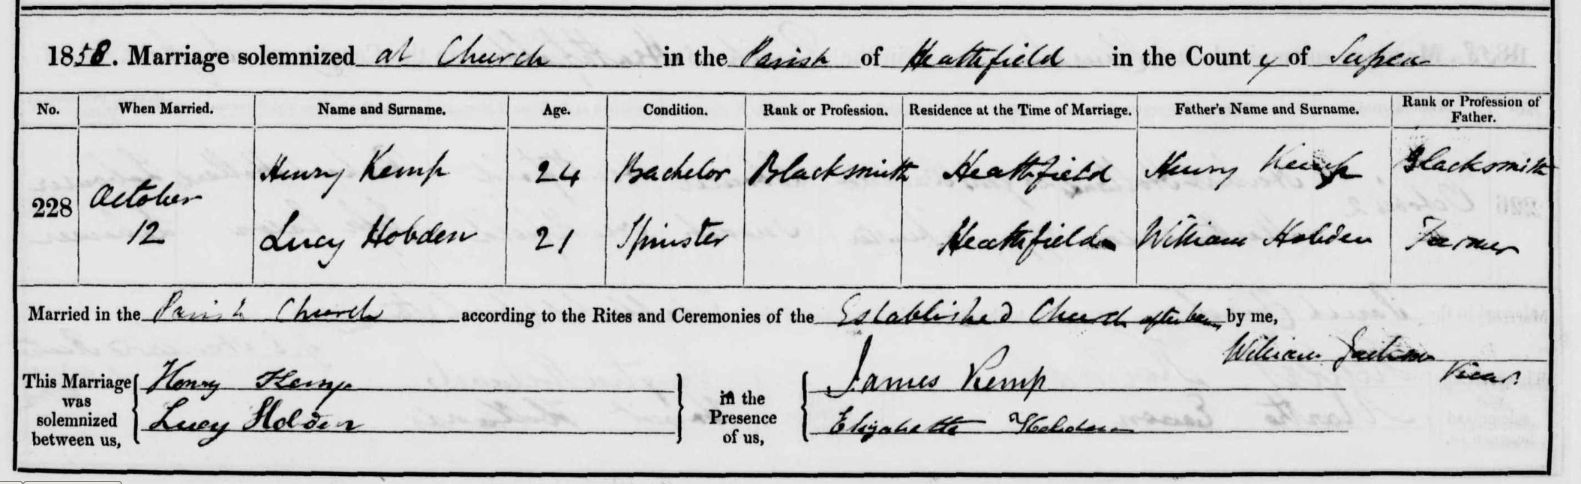 1858. Marriage solemnized at Church in the Parish of Heathfield in the County of Sussex
No. When Married. Name and Surname. Age. Condition. Rank or Profession. Residence at the Time of Marriage. Father's Name and Surname. Rank or Profession of Father.
228 October 12
Henry Kemp 24 Bachelor Blacksmith Heathfield Henry Kemp Blacksmith
Lucy Hobden 21 Spinster Heathfield William Hobden Farmer
Married in the Parish Church according to the Rites and Ceremonies of the Established Church after banns by me,
William Vicar
This Marriage was solemnized between us, Henry Kemp in the Presence of us, James Kemp
Lucy Hobden Elizabeth Hobden